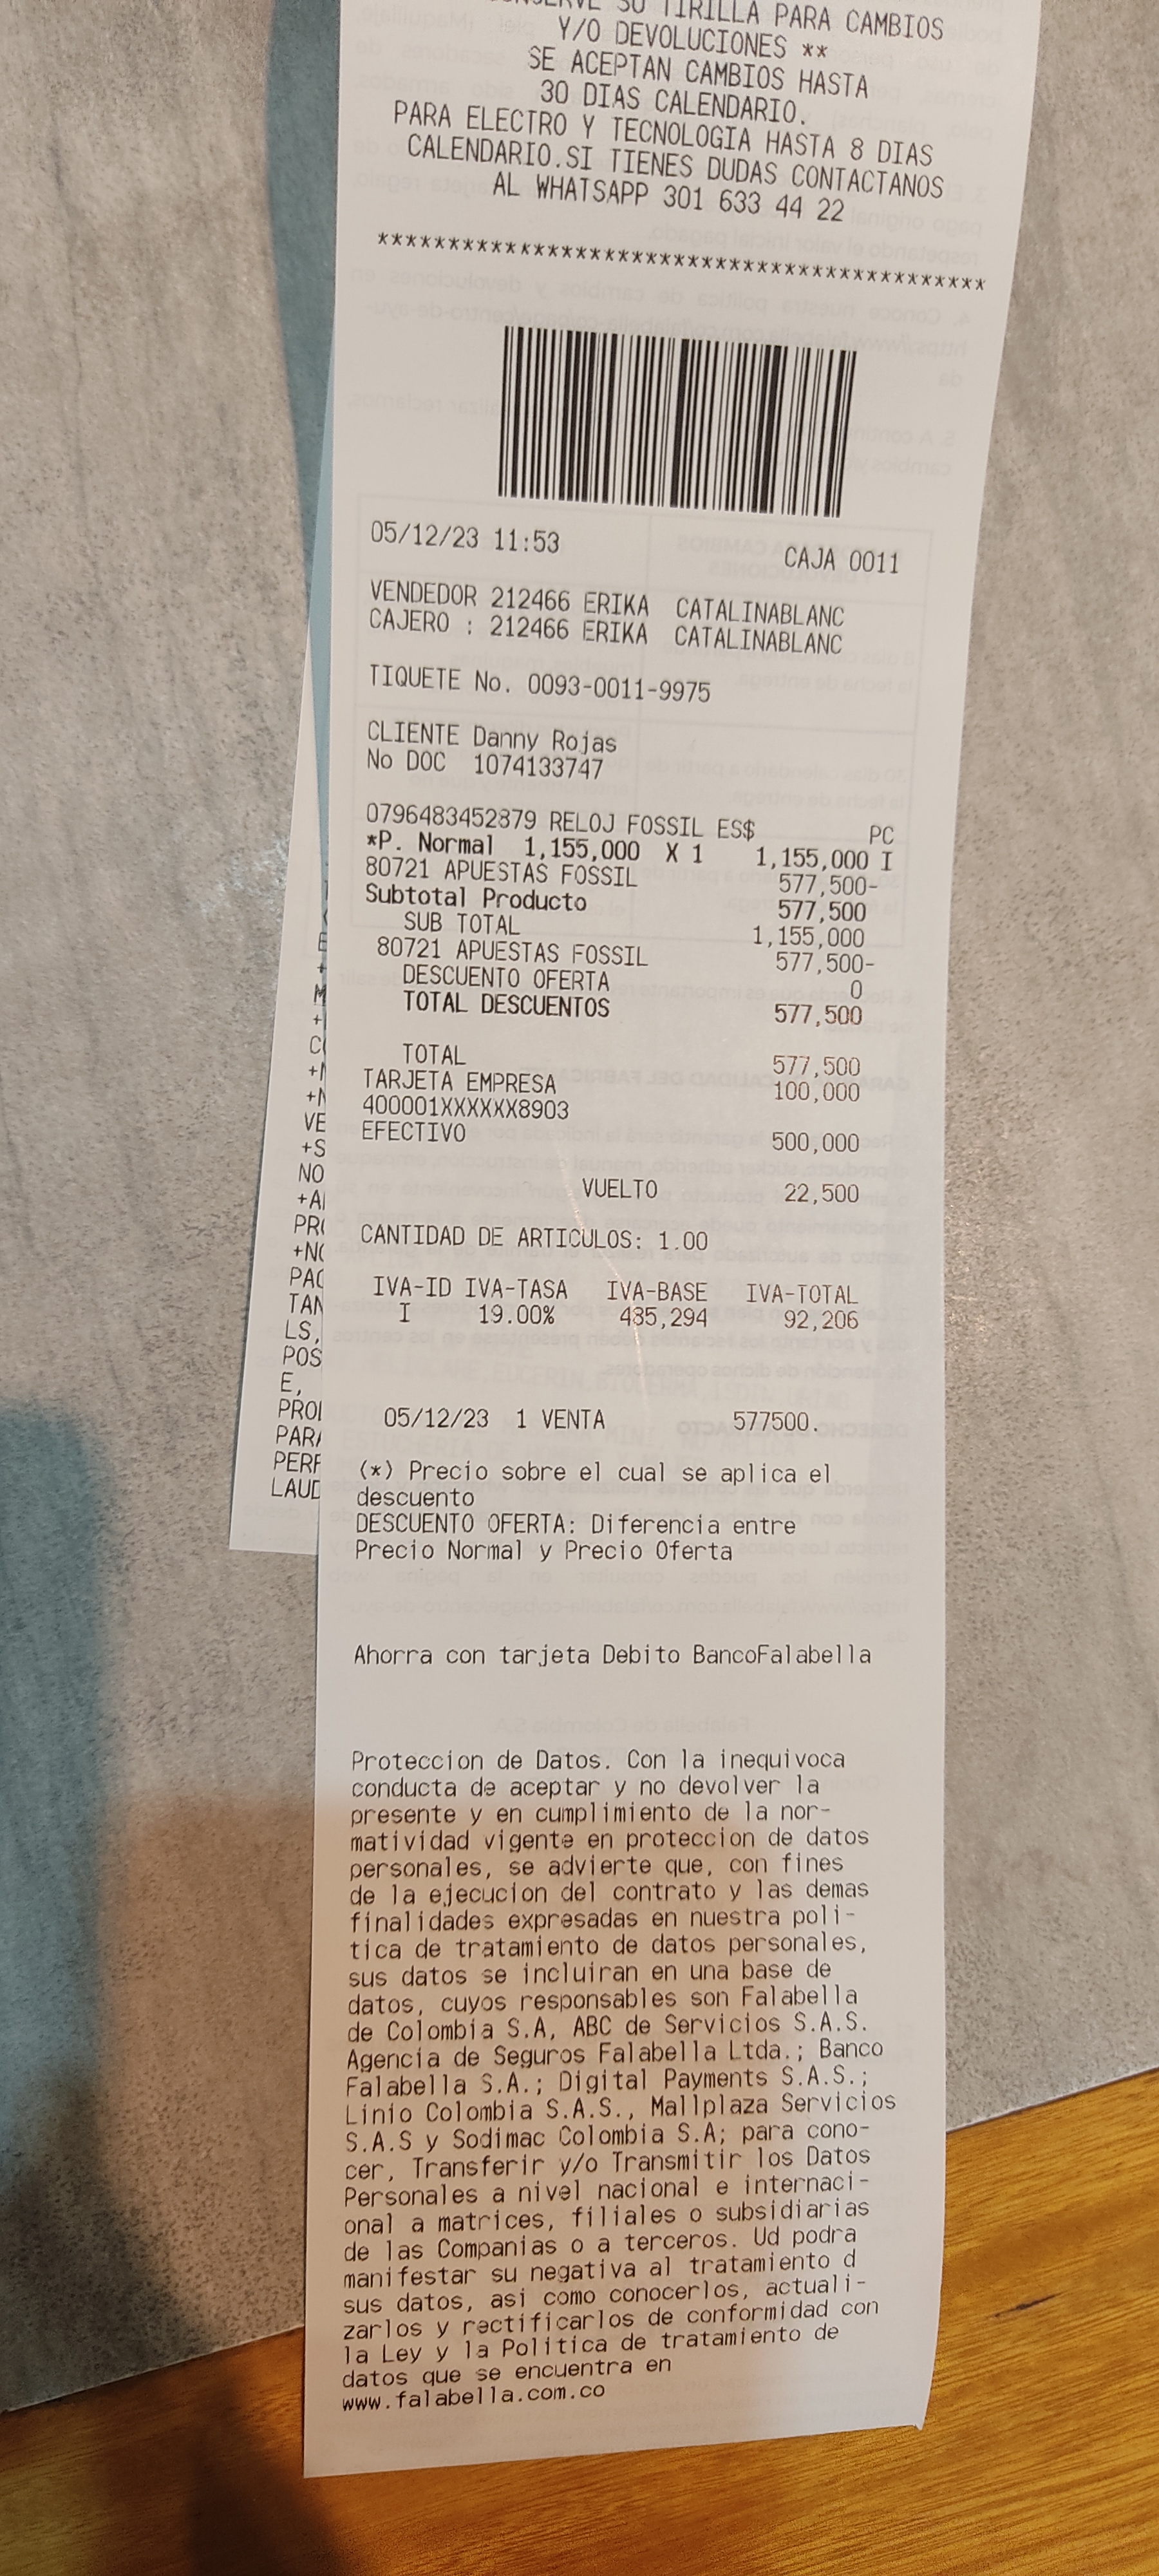 SU TIRILLA PARA CAMBIOS
Y/O DEVOLUCIONES **
SE ACEPTAN CAMBIOS HASTA
30 DIAS CALENDARIO.
PARA ELECTRO Y TECNOLOGIA HASTA 8 DIAS
CALENDARIO.SI TIENES DUDAS CONTACTANOS
AL WHATSAPP 301 633 44 22
********************************************
05/12/23 11:53 CAJA 0011
VENDEDOR 212466 ERIKA CATALINABLANC
CAJERO : 212466 ERIKA CATALINABLANC
TIQUETE No. 0093-0011-9975
CLIENTE Danny Rojas
No DOC 1074133747
0796483452879 RELOJ FOSSIL ES$ PC
*P. Normal 1,155,000 X 1 1,155,000 I
80721 APUESTAS FOSSIL 577,500-
Subtotal Producto 577,500
SUB TOTAL 1,155,000
80721 APUESTAS FOSSIL 577,500-
DESCUENTO OFERTA 0
TOTAL DESCUENTOS 577,500
TOTAL 577,500
TARJETA EMPRESA 100,000
400001XXXXXX8903
EFECTIVO 500,000
VUELTO 22,500
CANTIDAD DE ARTICULOS: 1.00
IVA-ID IVA-TASA IVA-BASE IVA-TOTAL
I 19.00% 485,294 92,206
05/12/23 1 VENTA 577500.
(*) Precio sobre el cual se aplica el
descuento
DESCUENTO OFERTA: Diferencia entre
Precio Normal y Precio Oferta
Ahorra con tarjeta Debito BancoFalabella
Proteccion de Datos. Con la inequivoca
conducta de aceptar y no devolver la
presente y en cumplimiento de la nor-
matividad vigente en proteccion de datos
personales, se advierte que, con fines
de la ejecucion del contrato y las demas
finalidades expresadas en nuestra poli-
tica de tratamiento de datos personales,
sus datos se incluiran en una base de
datos, cuyos responsables son Falabella
de Colombia S.A, ABC de Servicios S.A.S.
Agencia de Seguros Falabella Ltda.; Banco
Falabella S.A.; Digital Payments S.A.S.;
Linio Colombia S.A.S., Mallplaza Servicios
S.A.S y Sodimac Colombia S.A; para cono-
cer, Transferir y/o Transmitir los Datos
Personales a nivel nacional e internaci-
onal a matrices, filiales o subsidiarias
de las Companias o a terceros. Ud podra
manifestar su negativa al tratamiento d
sus datos, asi como conocerlos, actuali-
zarlos y rectificarlos de conformidad con
la Ley y la Politica de tratamiento de
datos que se encuentra en
www.falabella.com.co